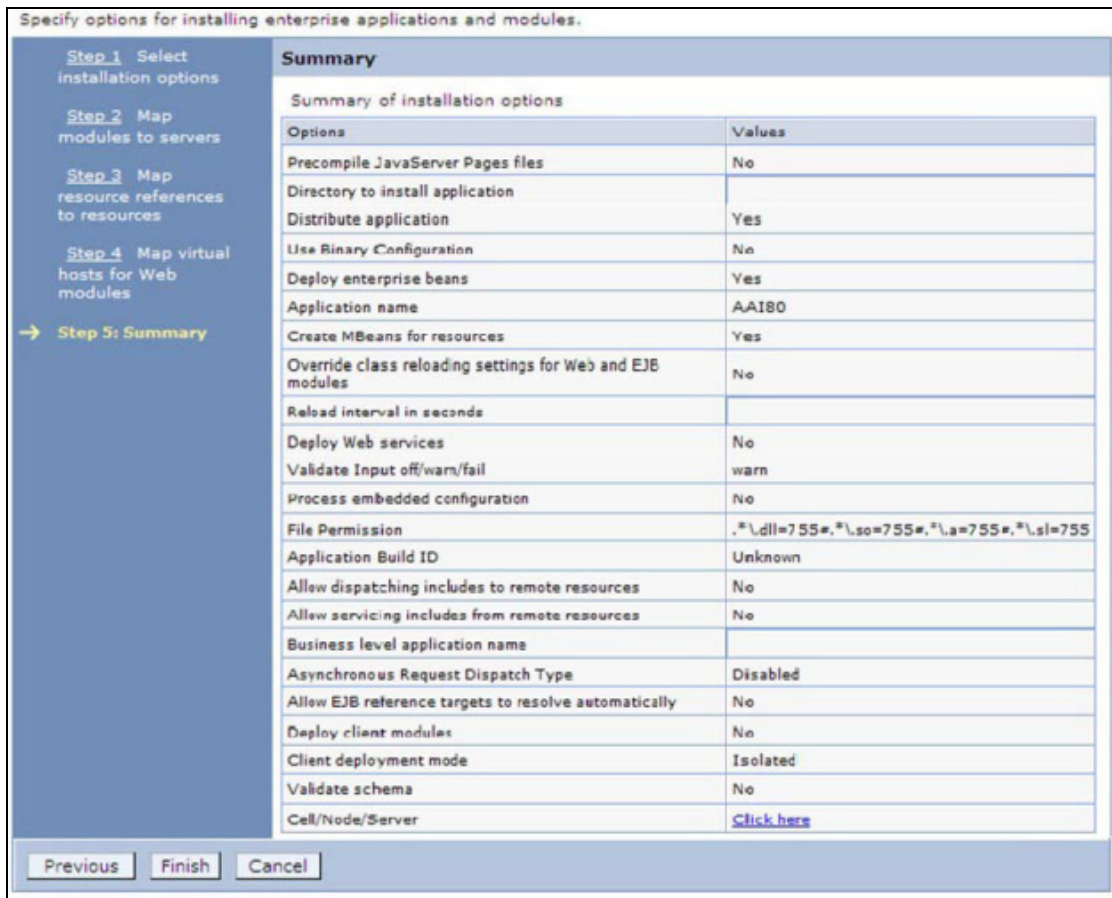 Specify options for installing enterprise applications and modules.
Step 1 Select
installation options
Step 2 Map
modules to servers
Step 3 Map
resource references
to resources
Step 4 Map virtual
hosts for Web
modules
Step 5: Summary
Summary
Summary of installation options
Options Values
Precompile JavaServer Pages files No
Directory to install application
Distribute application Yes
Use Binary Configuration No
Deploy enterprise beans Yes
Application name AAI80
Create MBeans for resources Yes
Override class reloading settings for Web and EJB
modules No
Reload interval in seconds
Deploy Web services No
Validate Input off/warn/fail warn
Process embedded configuration No
File Permission .*\.dll=755#.*\.so=755#.*\.a=755#.*\.sl=755
Application Build ID Unknown
Allow dispatching includes to remote resources No
Allow servicing includes from remote resources No
Business level application name
Asynchronous Request Dispatch Type Disabled
Allow EJB reference targets to resolve automatically No
Deploy client modules No
Client deployment mode Isolated
Validate schema No
Cell/Node/Server Click here
Previous Finish Cancel